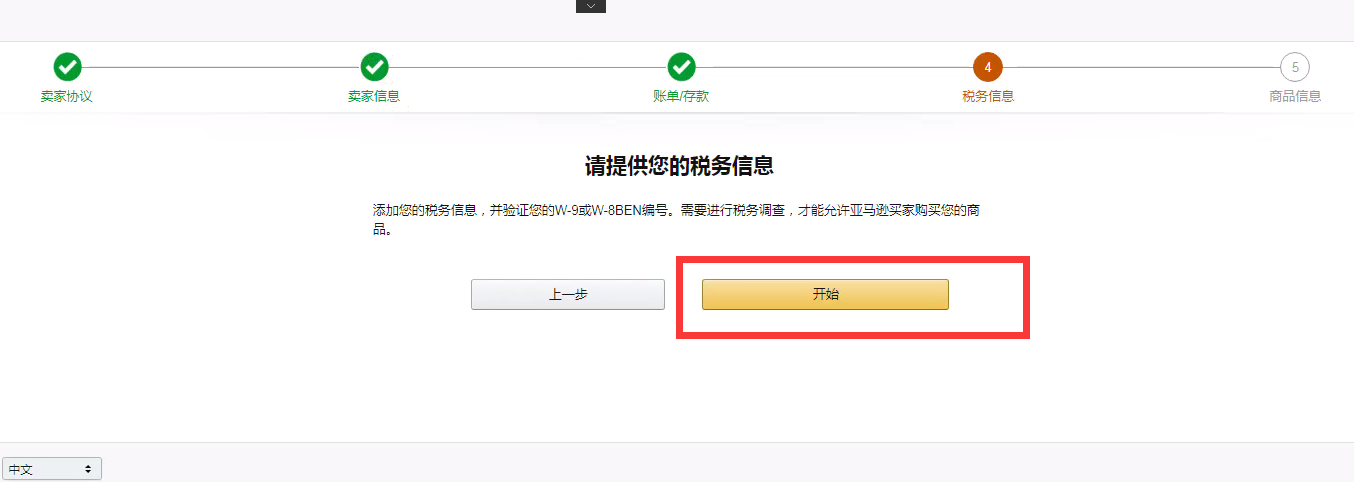 4
5
卖家协议
卖家信息
账单/存款
税务信息
商品信息
请提供您的税务信息
添加您的税务信息，并验证您的W-9或W-8BEN编号。需要进行税务调查，才能允许亚马逊买家购买您的商
品。
上一步
开始
中文